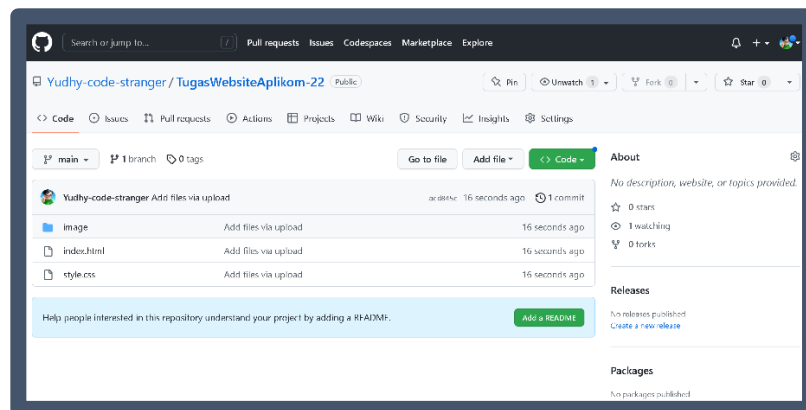 Search or jump to... / Pull requests Issues Codespaces Marketplace Explore
Yudhy-code-stranger / TugasWebsiteAplikom-22 Public
Pin Unwatch 1 Fork 0 Star 0
<> Code Issues Pull requests Actions Projects Wiki Security Insights Settings
main 1 branch 0 tags Go to file Add file <> Code
Yudhy-code-stranger Add files via upload 16 seconds ago 1 commit
image Add files via upload 16 seconds ago
index.html Add files via upload 16 seconds ago
style.css Add files via upload 16 seconds ago
Help people interested in this repository understand your project by adding a README. Add a README
About
No description, website, or topics provided.
0 stars
1 watching
0 forks
Releases
No releases published
Create a new release
Packages
No packages published